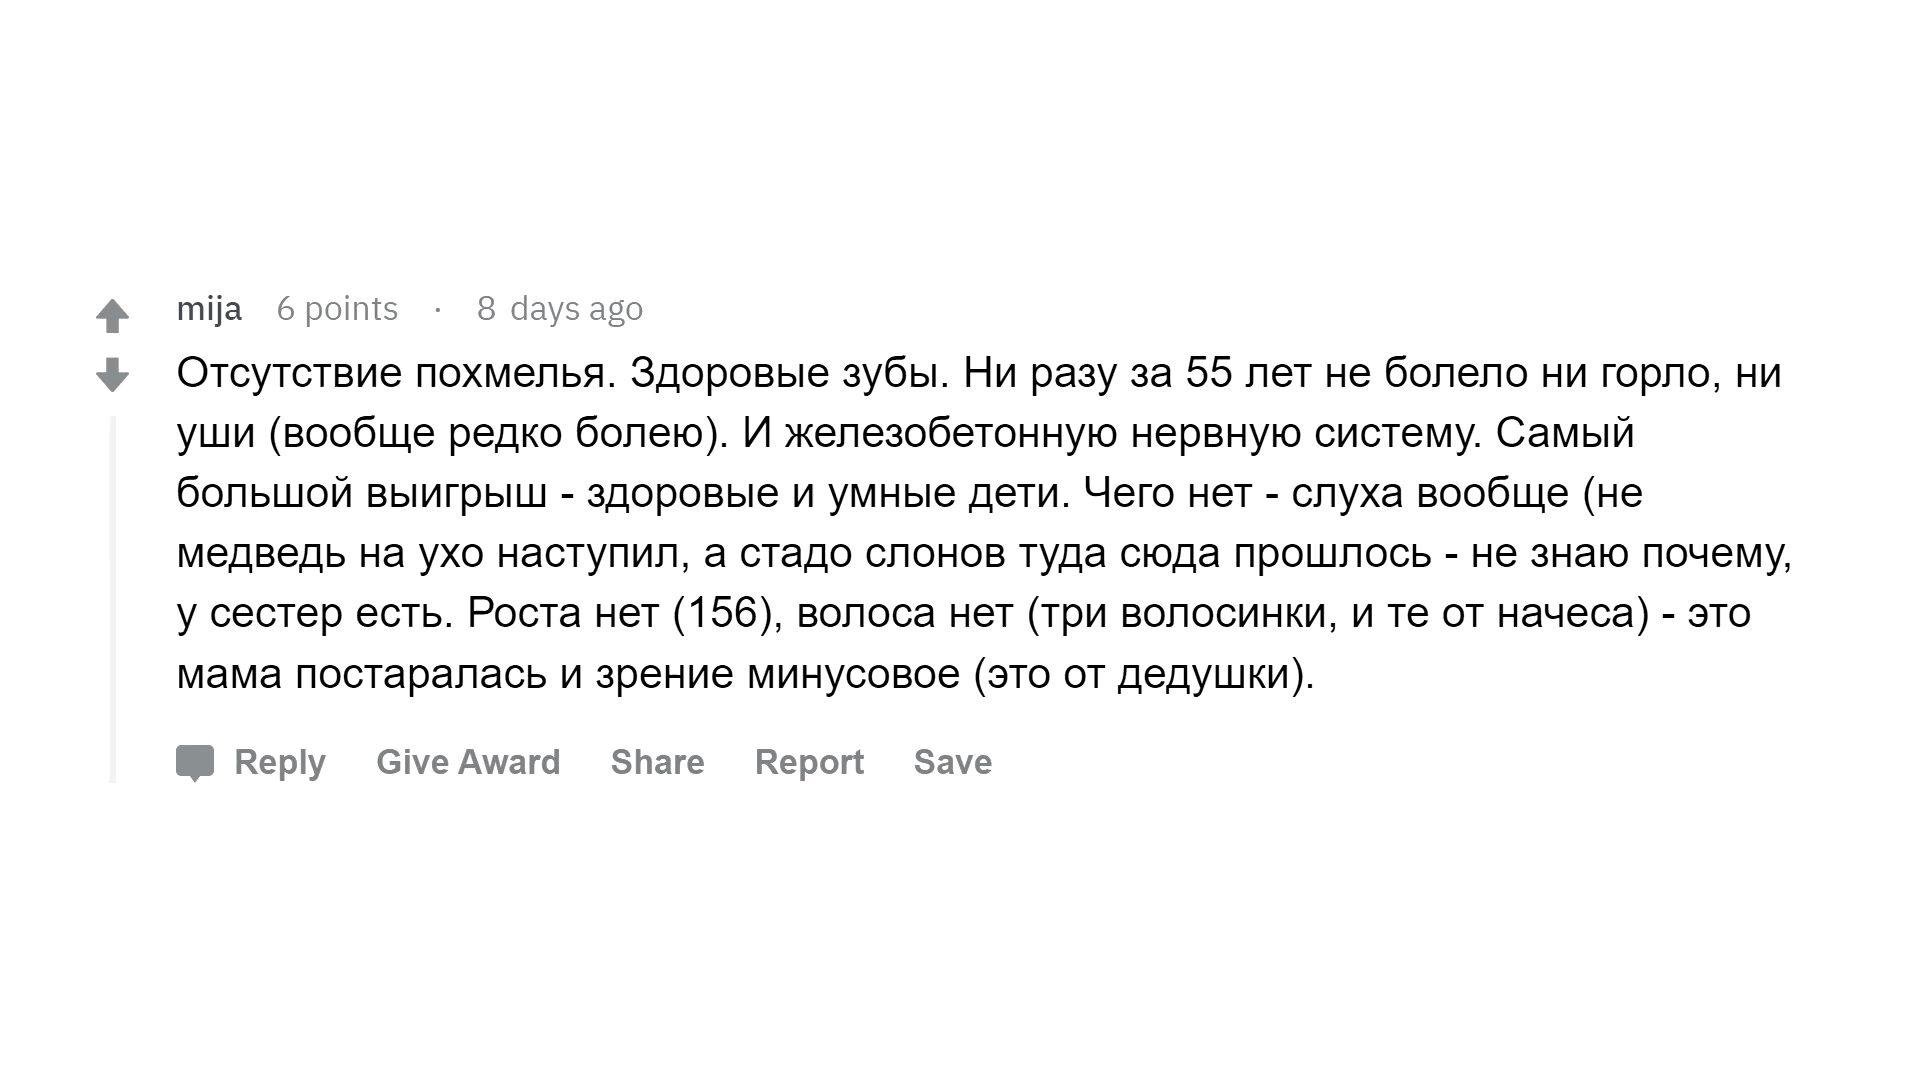 mija 6 points · 8 days ago
Отсутствие похмелья. Здоровые зубы. Ни разу за 55 лет не болело ни горло, ни
уши (вообще редко болею). И железобетонную нервную систему. Самый
большой выигрыш - здоровые и умные дети. Чего нет - слуха вообще (не
медведь на ухо наступил, а стадо слонов туда сюда прошлось - не знаю почему,
у сестер есть. Роста нет (156), волоса нет (три волосинки, и те от начеса) - это
мама постаралась и зрение минусовое (это от дедушки).
Reply Give Award Share Report Save